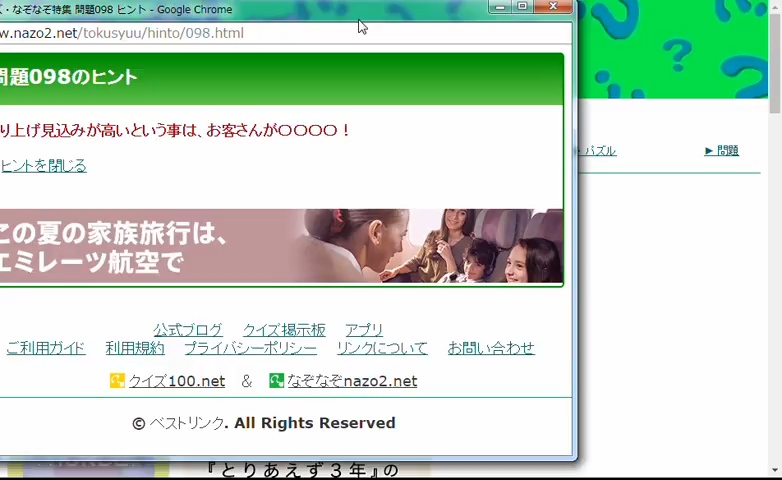 ・なぞなぞ特集 問題098 ヒント - Google Chrome
w.nazo2.net/tokusyuu/hinto/098.html
問題098のヒント
り上げ見込みが高いという事は、お客さんが〇〇〇〇！
ヒントを閉じる
パズル
► 問題
この夏の家族旅行は、
エミレーツ航空で
公式ブログ クイズ掲示板 アプリ
ご利用ガイド 利用規約 プライバシーポリシー リンクについて お問い合わせ
クイズ100.net & なぞなぞnazo2.net
© ベストリンク. All Rights Reserved
『とりあえず３年』の